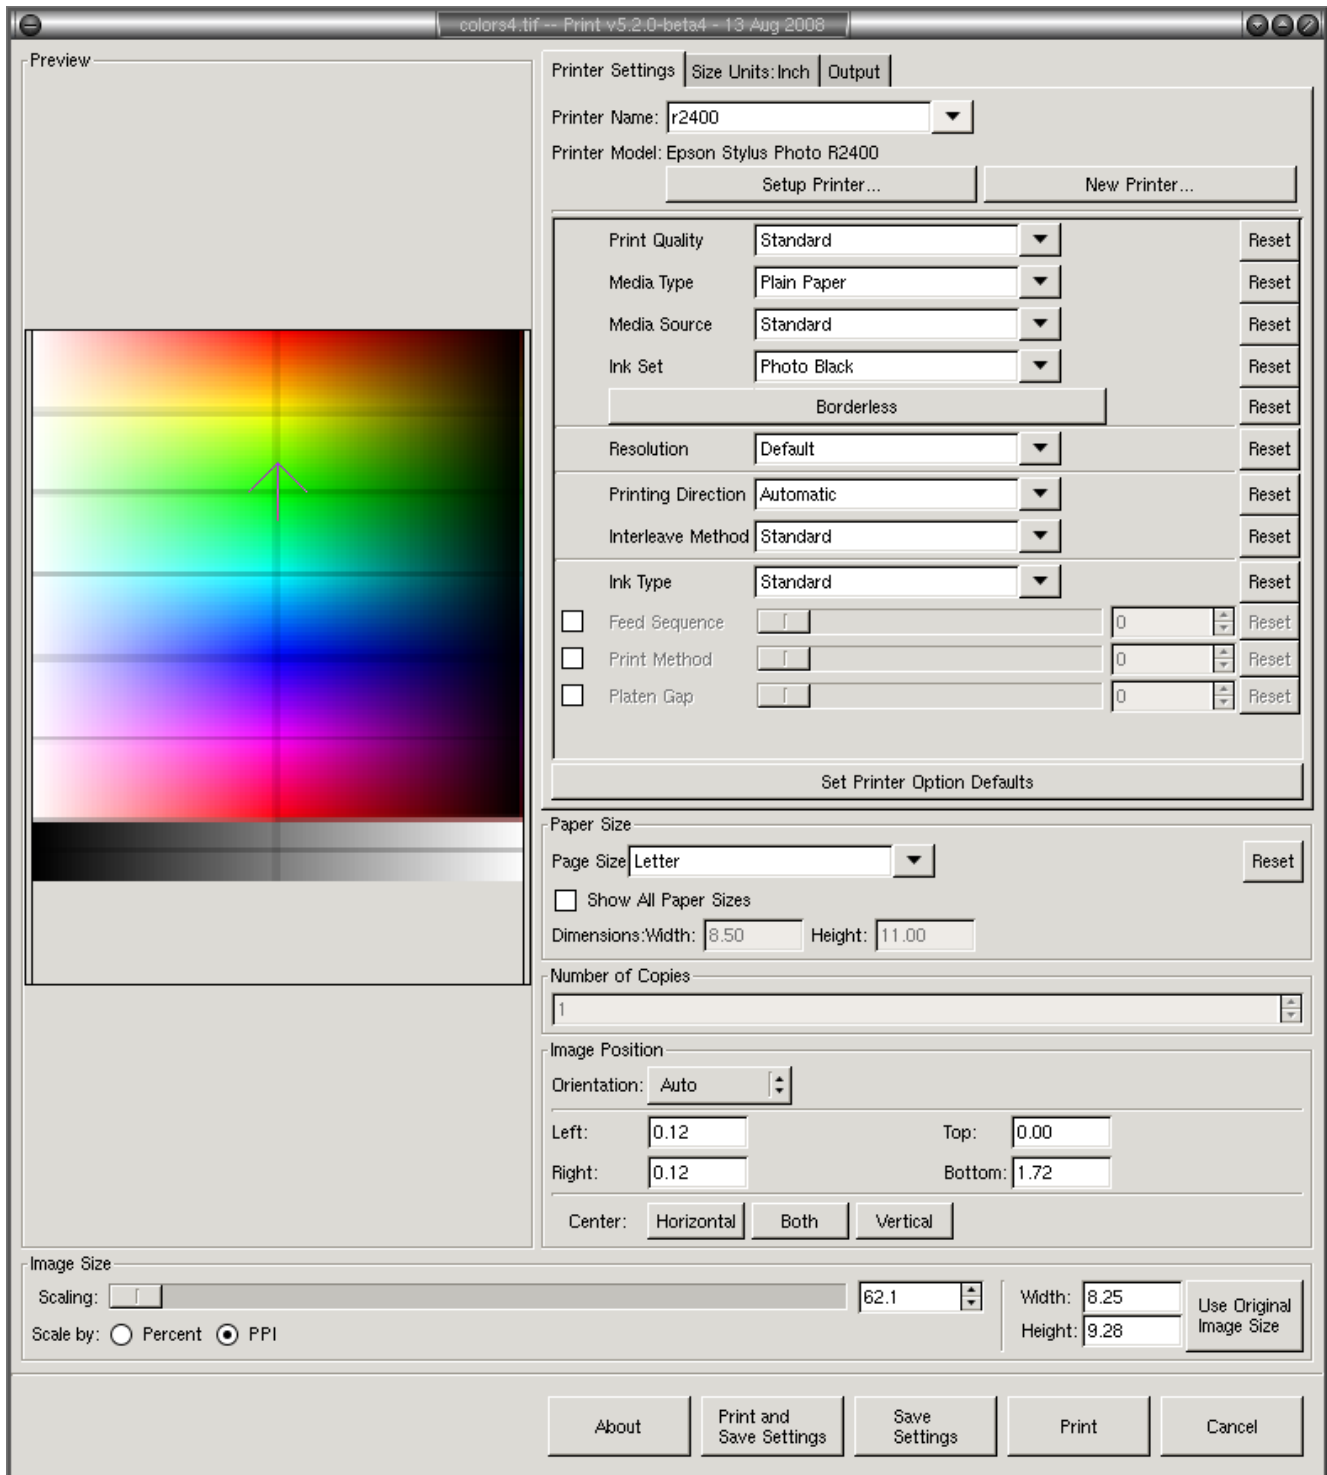 colors4.tif -- Print v5.2.0-beta4 - 13 Aug 2008
Preview
Printer Settings Size Units: Inch Output
Printer Name: r2400
Printer Model: Epson Stylus Photo R2400
Setup Printer... New Printer...
Print Quality Standard Reset
Media Type Plain Paper Reset
Media Source Standard Reset
Ink Set Photo Black Reset
Borderless Reset
Resolution Default Reset
Printing Direction Automatic Reset
Interleave Method Standard Reset
Ink Type Standard Reset
Feed Sequence 0 Reset
Print Method 0 Reset
Platen Gap 0 Reset
Set Printer Option Defaults
Paper Size
Page Size Letter Reset
Show All Paper Sizes
Dimensions:Width: 8.50 Height: 11.00
Number of Copies
1
Image Position
Orientation: Auto
Left: 0.12 Top: 0.00
Right: 0.12 Bottom: 1.72
Center: Horizontal Both Vertical
Image Size
Scaling: 62.1 Width: 8.25
Scale by: Percent PPI Height: 9.28
Use Original
Image Size
About
Print and
Save Settings
Save
Settings
Print
Cancel